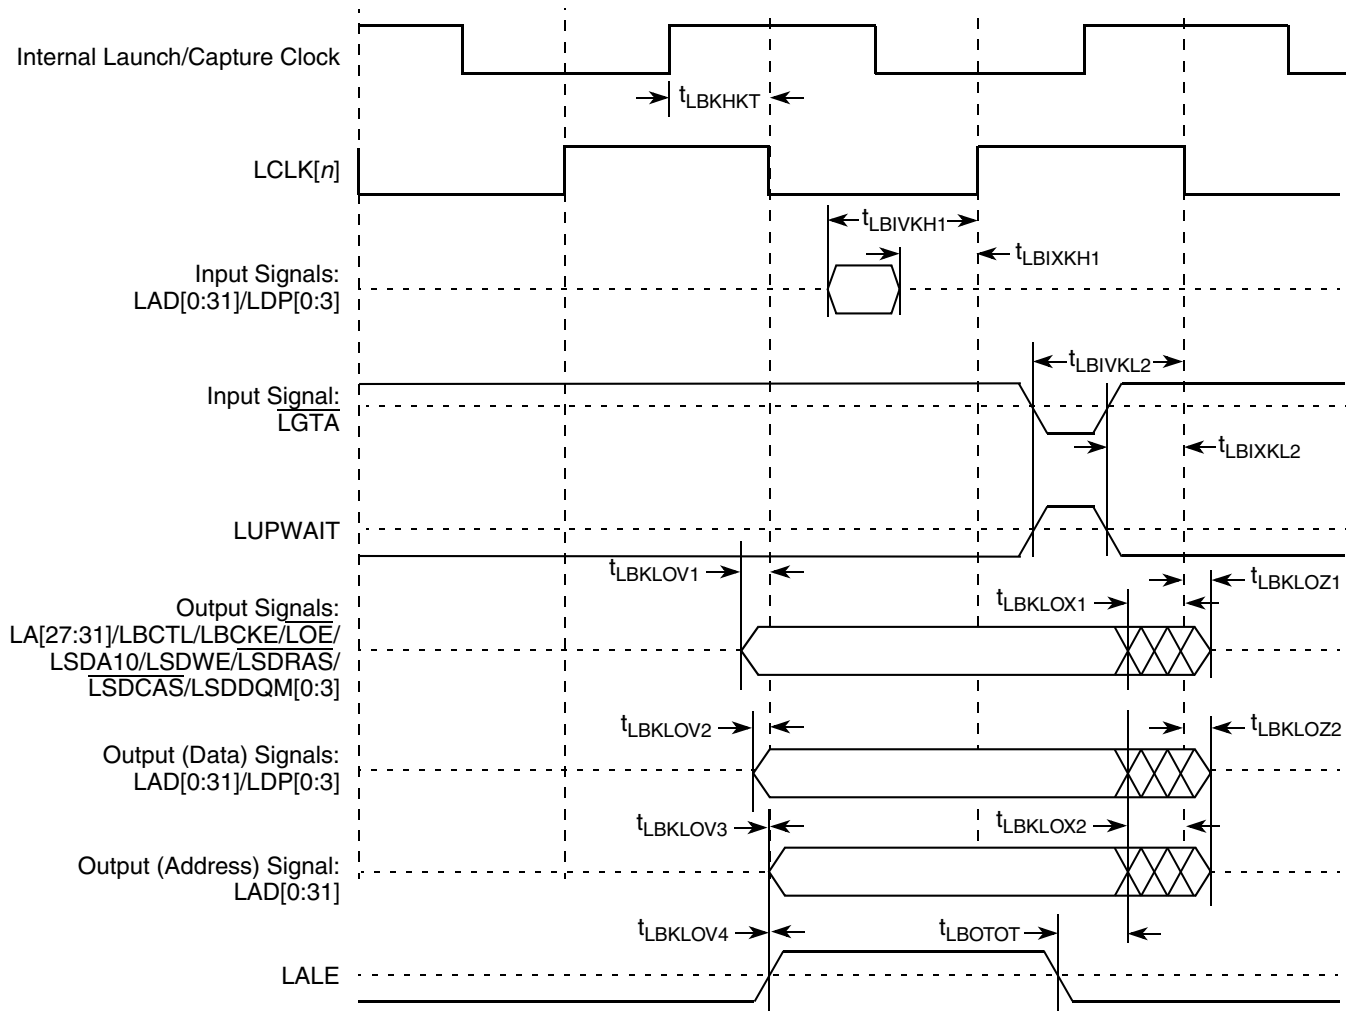 Internal Launch/Capture Clock
tLBKHKT
LCLK[n]
tLBIVKH1
tLBIXKH1
Input Signals:
LAD[0:31]/LDP[0:3]
tLBIVKL2
Input Signal:
LGTA
tLBIXKL2
LUPWAIT
tLBKLOV1
tLBKLOZ1
tLBKLOX1
Output Signals:
LA[27:31]/LBCTL/LBCKE/LOE/
LSDA10/LSDWE/LSDRAS/
LSDCAS/LSDDQM[0:3]
tLBKLOV2
tLBKLOZ2
Output (Data) Signals:
LAD[0:31]/LDP[0:3]
tLBKLOV3
tLBKLOX2
Output (Address) Signal:
LAD[0:31]
tLBKLOV4
tLBOTOT
LALE